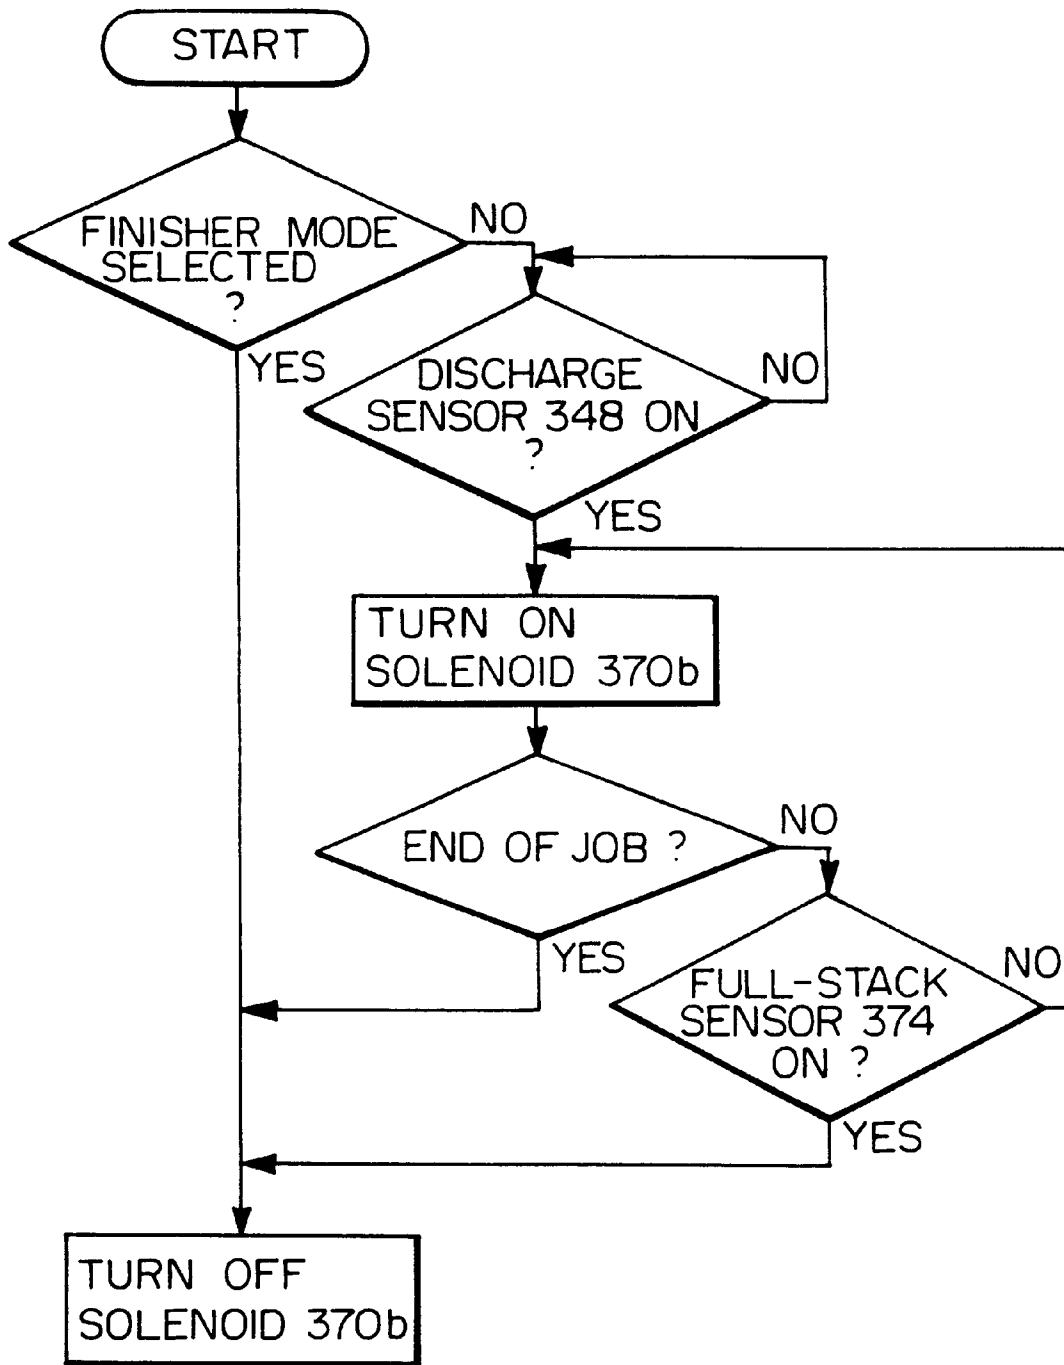 START
FINISHER MODE
SELECTED
?
NO
YES
DISCHARGE
SENSOR 348 ON
?
NO
YES
TURN ON
SOLENOID 370b
END OF JOB ?
NO
YES
FULL-STACK
SENSOR 374
ON ?
NO
YES
TURN OFF
SOLENOID 370b